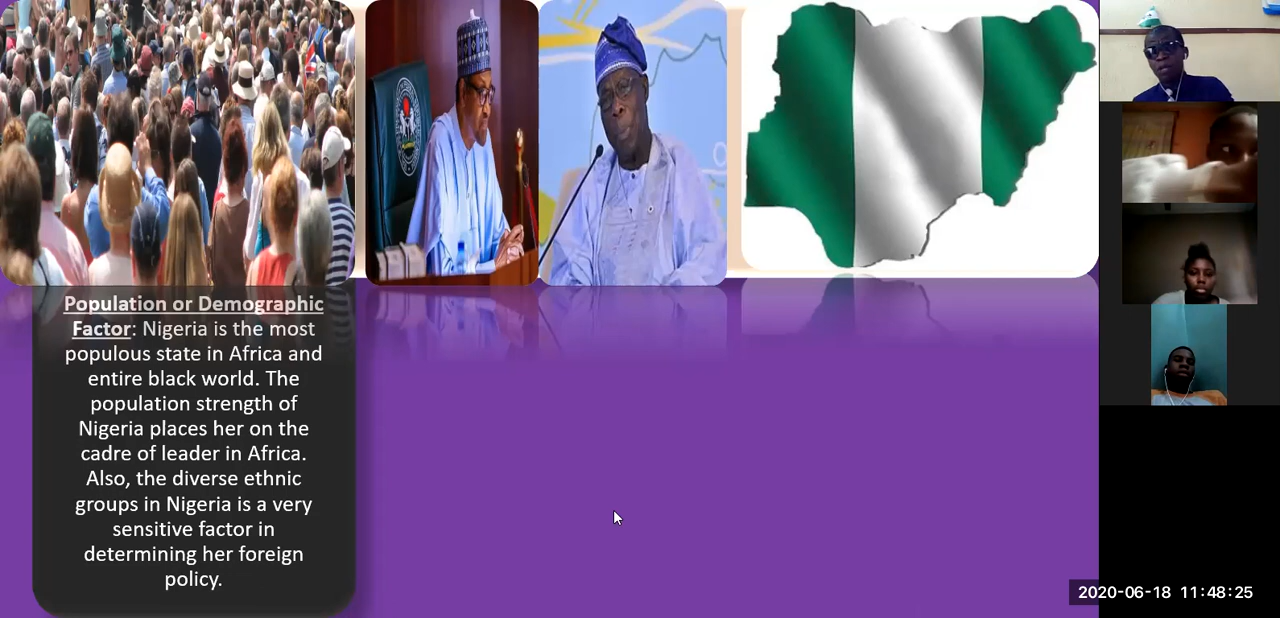 Population or Demographic
Factor: Nigeria is the most
populous state in Africa and
entire black world. The
population strength of
Nigeria places her on the
cadre of leader in Africa.
Also, the diverse ethnic
groups in Nigeria is a very
sensitive factor in
determining her foreign
policy.
2020-06-18 11:48:25